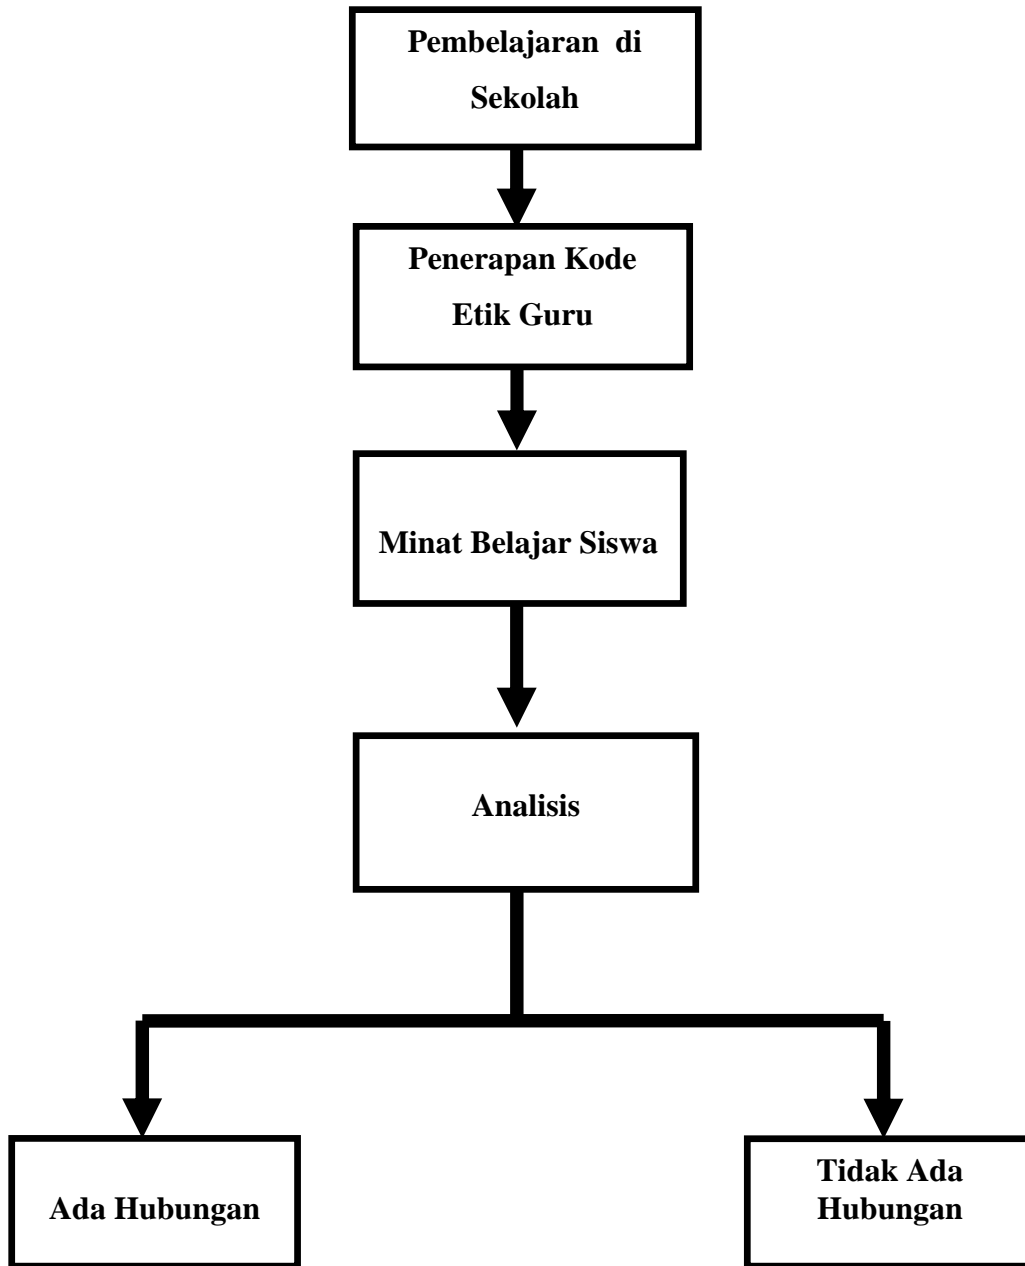 Pembelajaran di
Sekolah
Penerapan Kode
Etik Guru
Minat Belajar Siswa
Analisis
Ada Hubungan
Tidak Ada
Hubungan